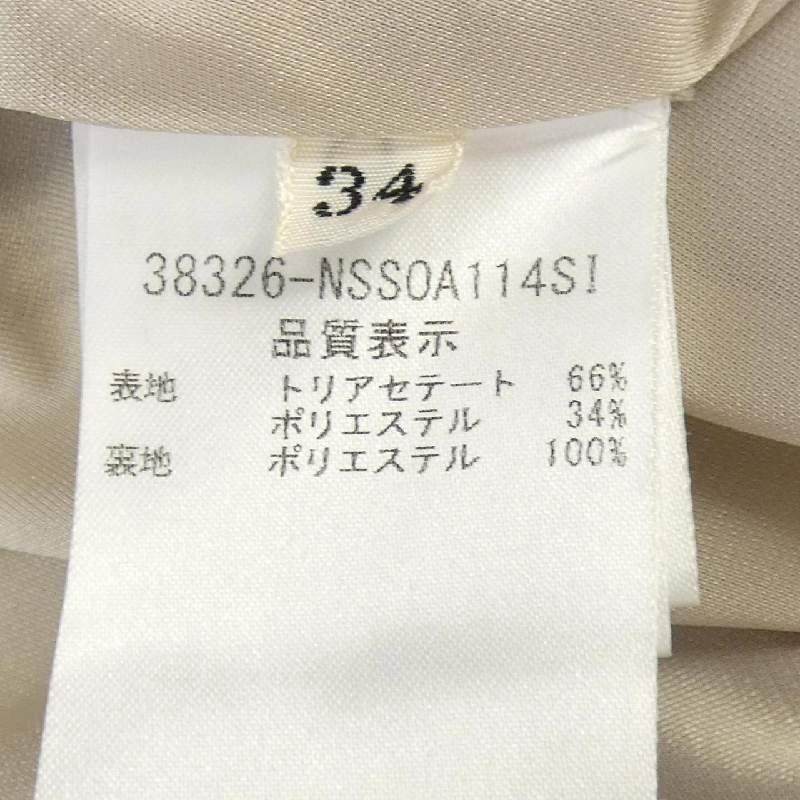 34
38326-NSSOA114SI
品質表示
表地 トリアセテート 66%
ポリエステル 34%
裏地 ポリエステル 100%